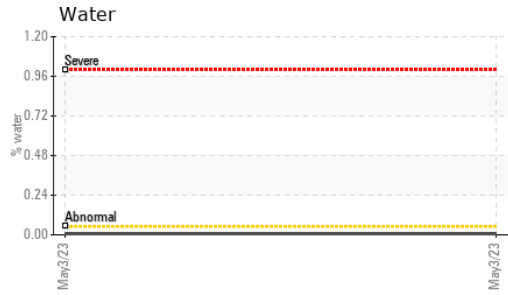 Water
1.20
Severe
0.96
0.72
% water
0.48
0.24
Abnormal
0.00
May3/23
May3/23